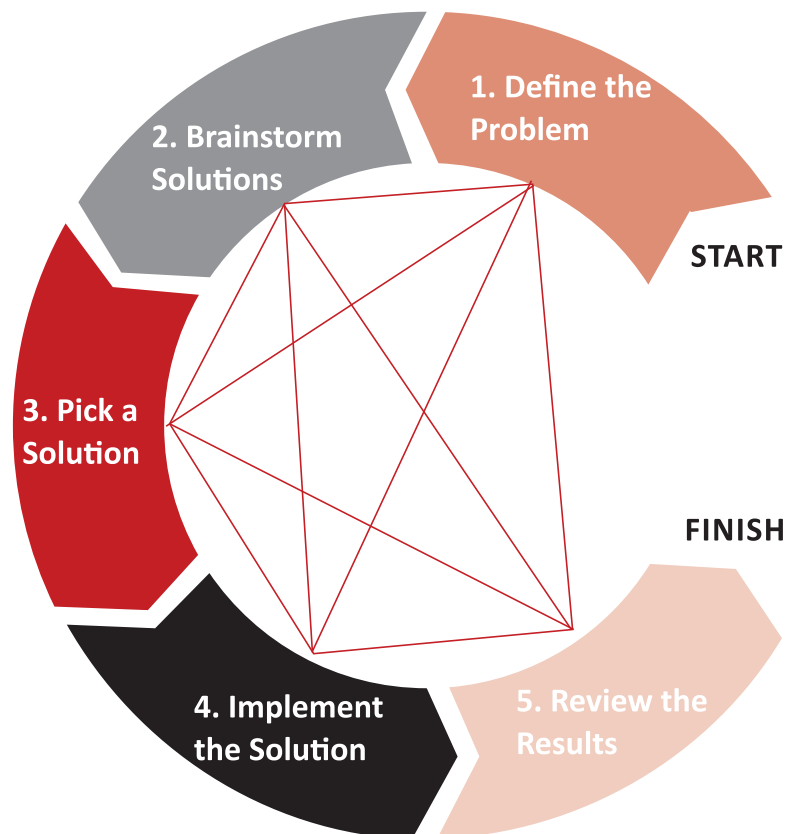 1. Define the
Problem
2. Brainstorm
Solutions
START
3. Pick a
Solution
FINISH
4. Implement
the Solution
5. Review the
Results